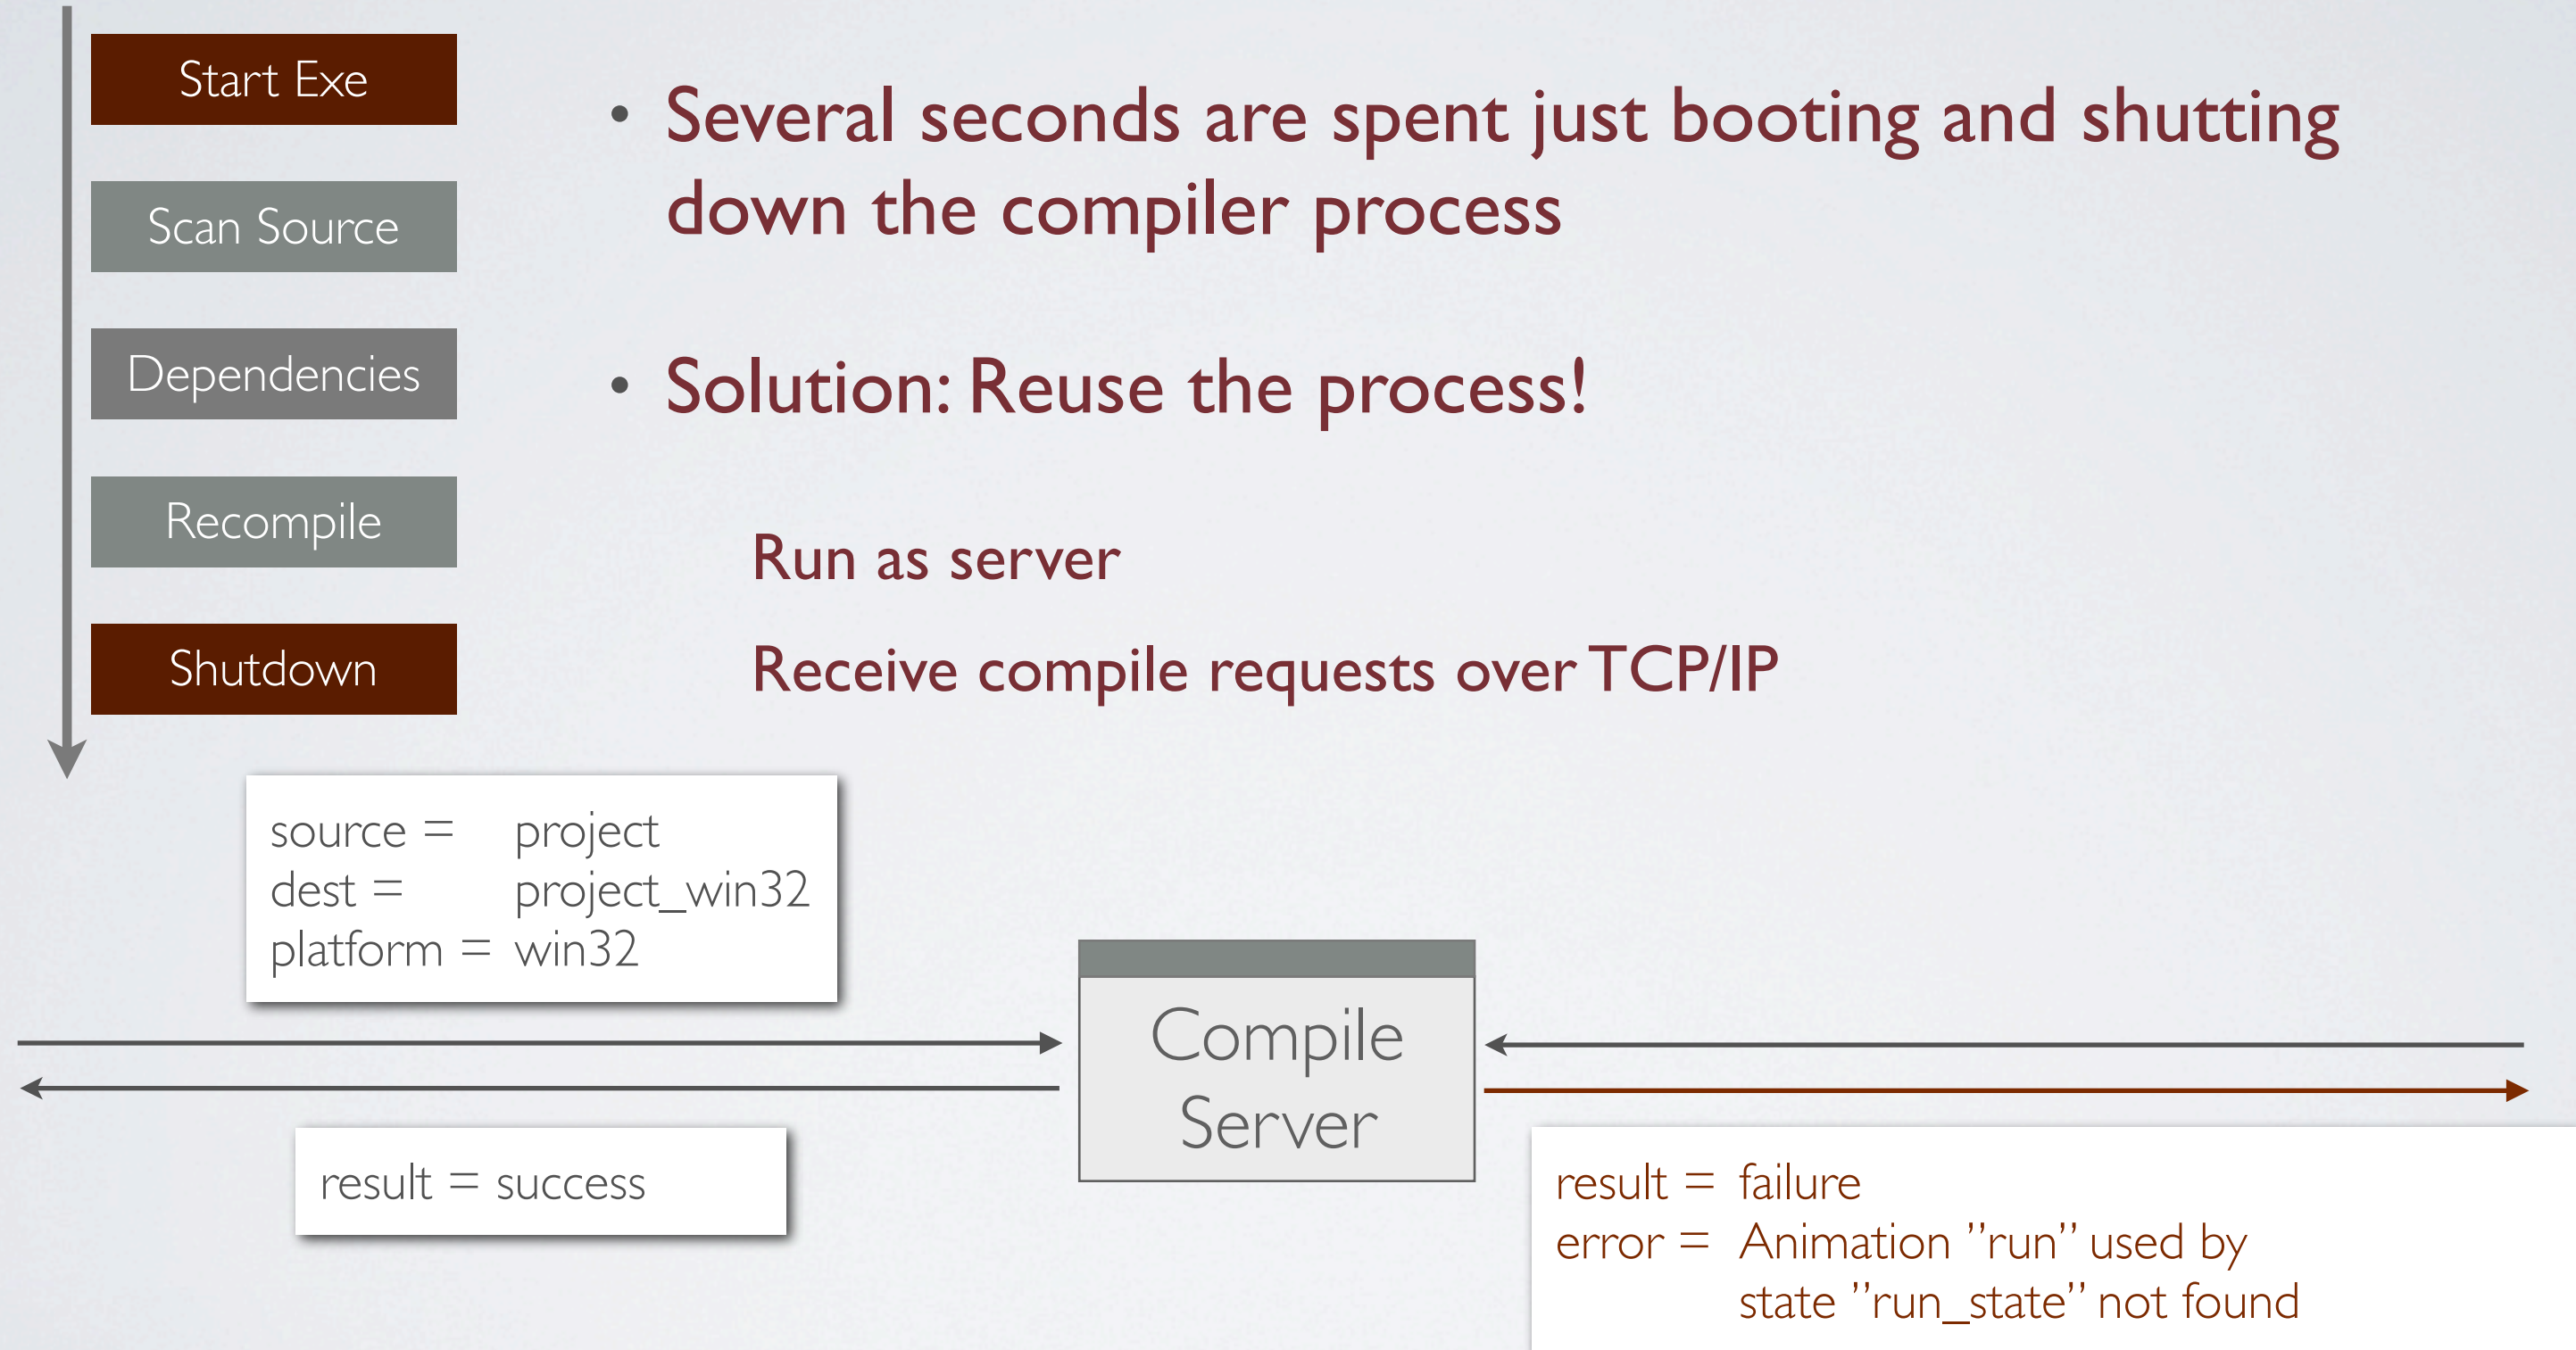 Start Exe
Scan Source
Dependencies
Recompile
Shutdown
• Several seconds are spent just booting and shutting
down the compiler process
• Solution: Reuse the process!
Run as server
Receive compile requests over TCP/IP
source = project
dest = project_win32
platform = win32
result = success
Compile
Server
result = failure
error = Animation ”run” used by
state ”run_state” not found